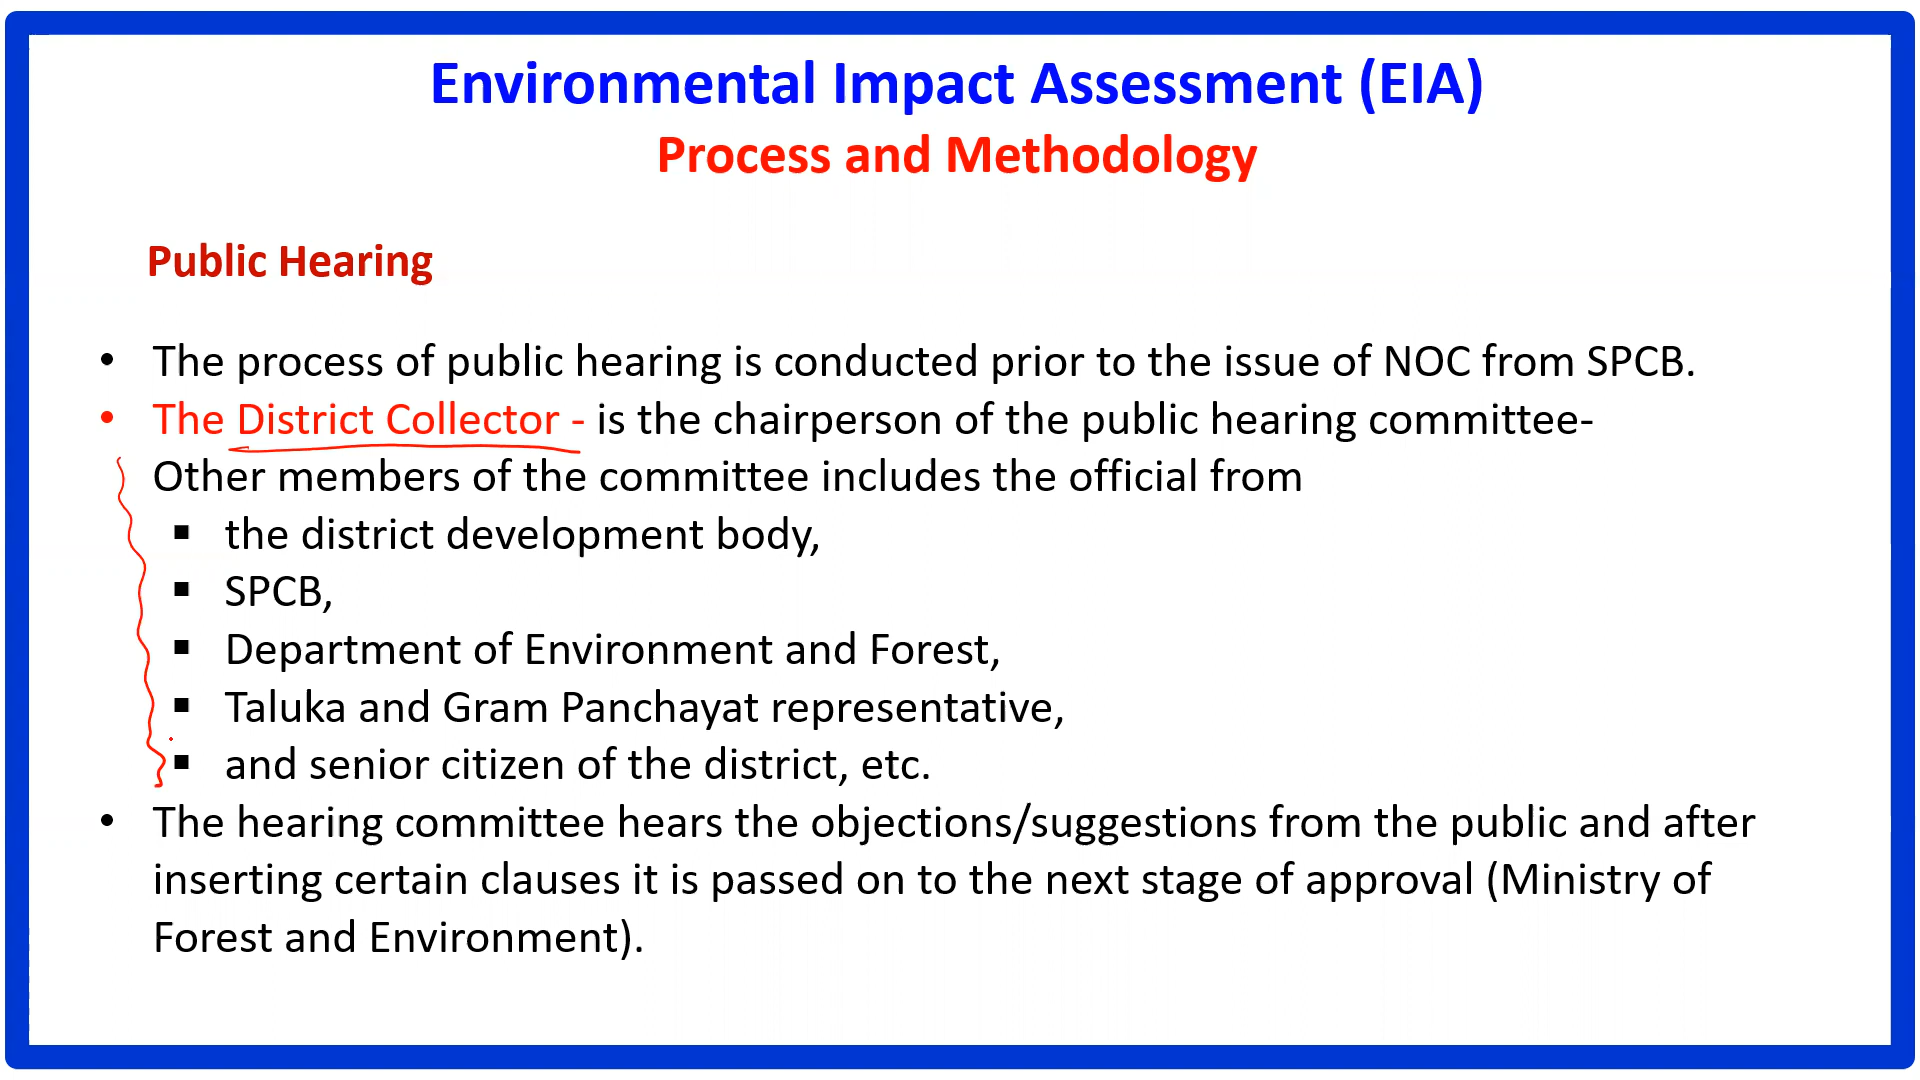 Environmental Impact Assessment (EIA)
Process and Methodology
Public Hearing
• The process of public hearing is conducted prior to the issue of NOC from SPCB.
• The District Collector - is the chairperson of the public hearing committee-
Other members of the committee includes the official from
▪ the district development body,
▪ SPCB,
▪ Department of Environment and Forest,
▪ Taluka and Gram Panchayat representative,
▪ and senior citizen of the district, etc.
• The hearing committee hears the objections/suggestions from the public and after
inserting certain clauses it is passed on to the next stage of approval (Ministry of
Forest and Environment).